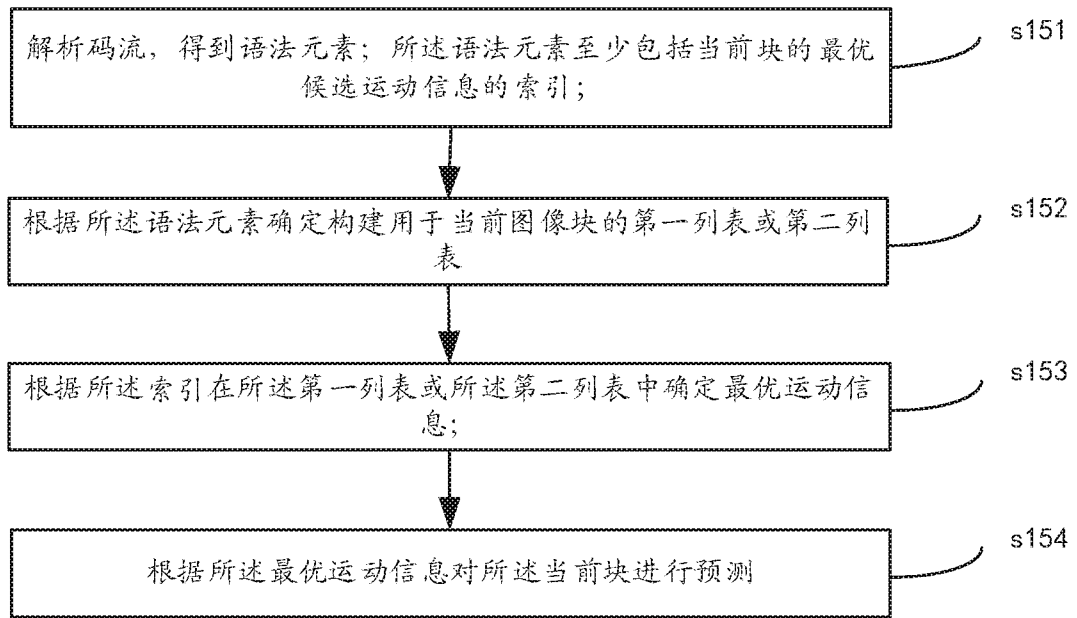 解析码流，得到语法元素；所述语法元素至少包括当前块的最优
候选运动信息的索引；
s151
根据所述语法元素确定构建用于当前图像块的第一列表或第二列
表
s152
根据所述索引在所述第一列表或所述第二列表中确定最优运动信
息；
s153
根据所述最优运动信息对所述当前块进行预测
s154